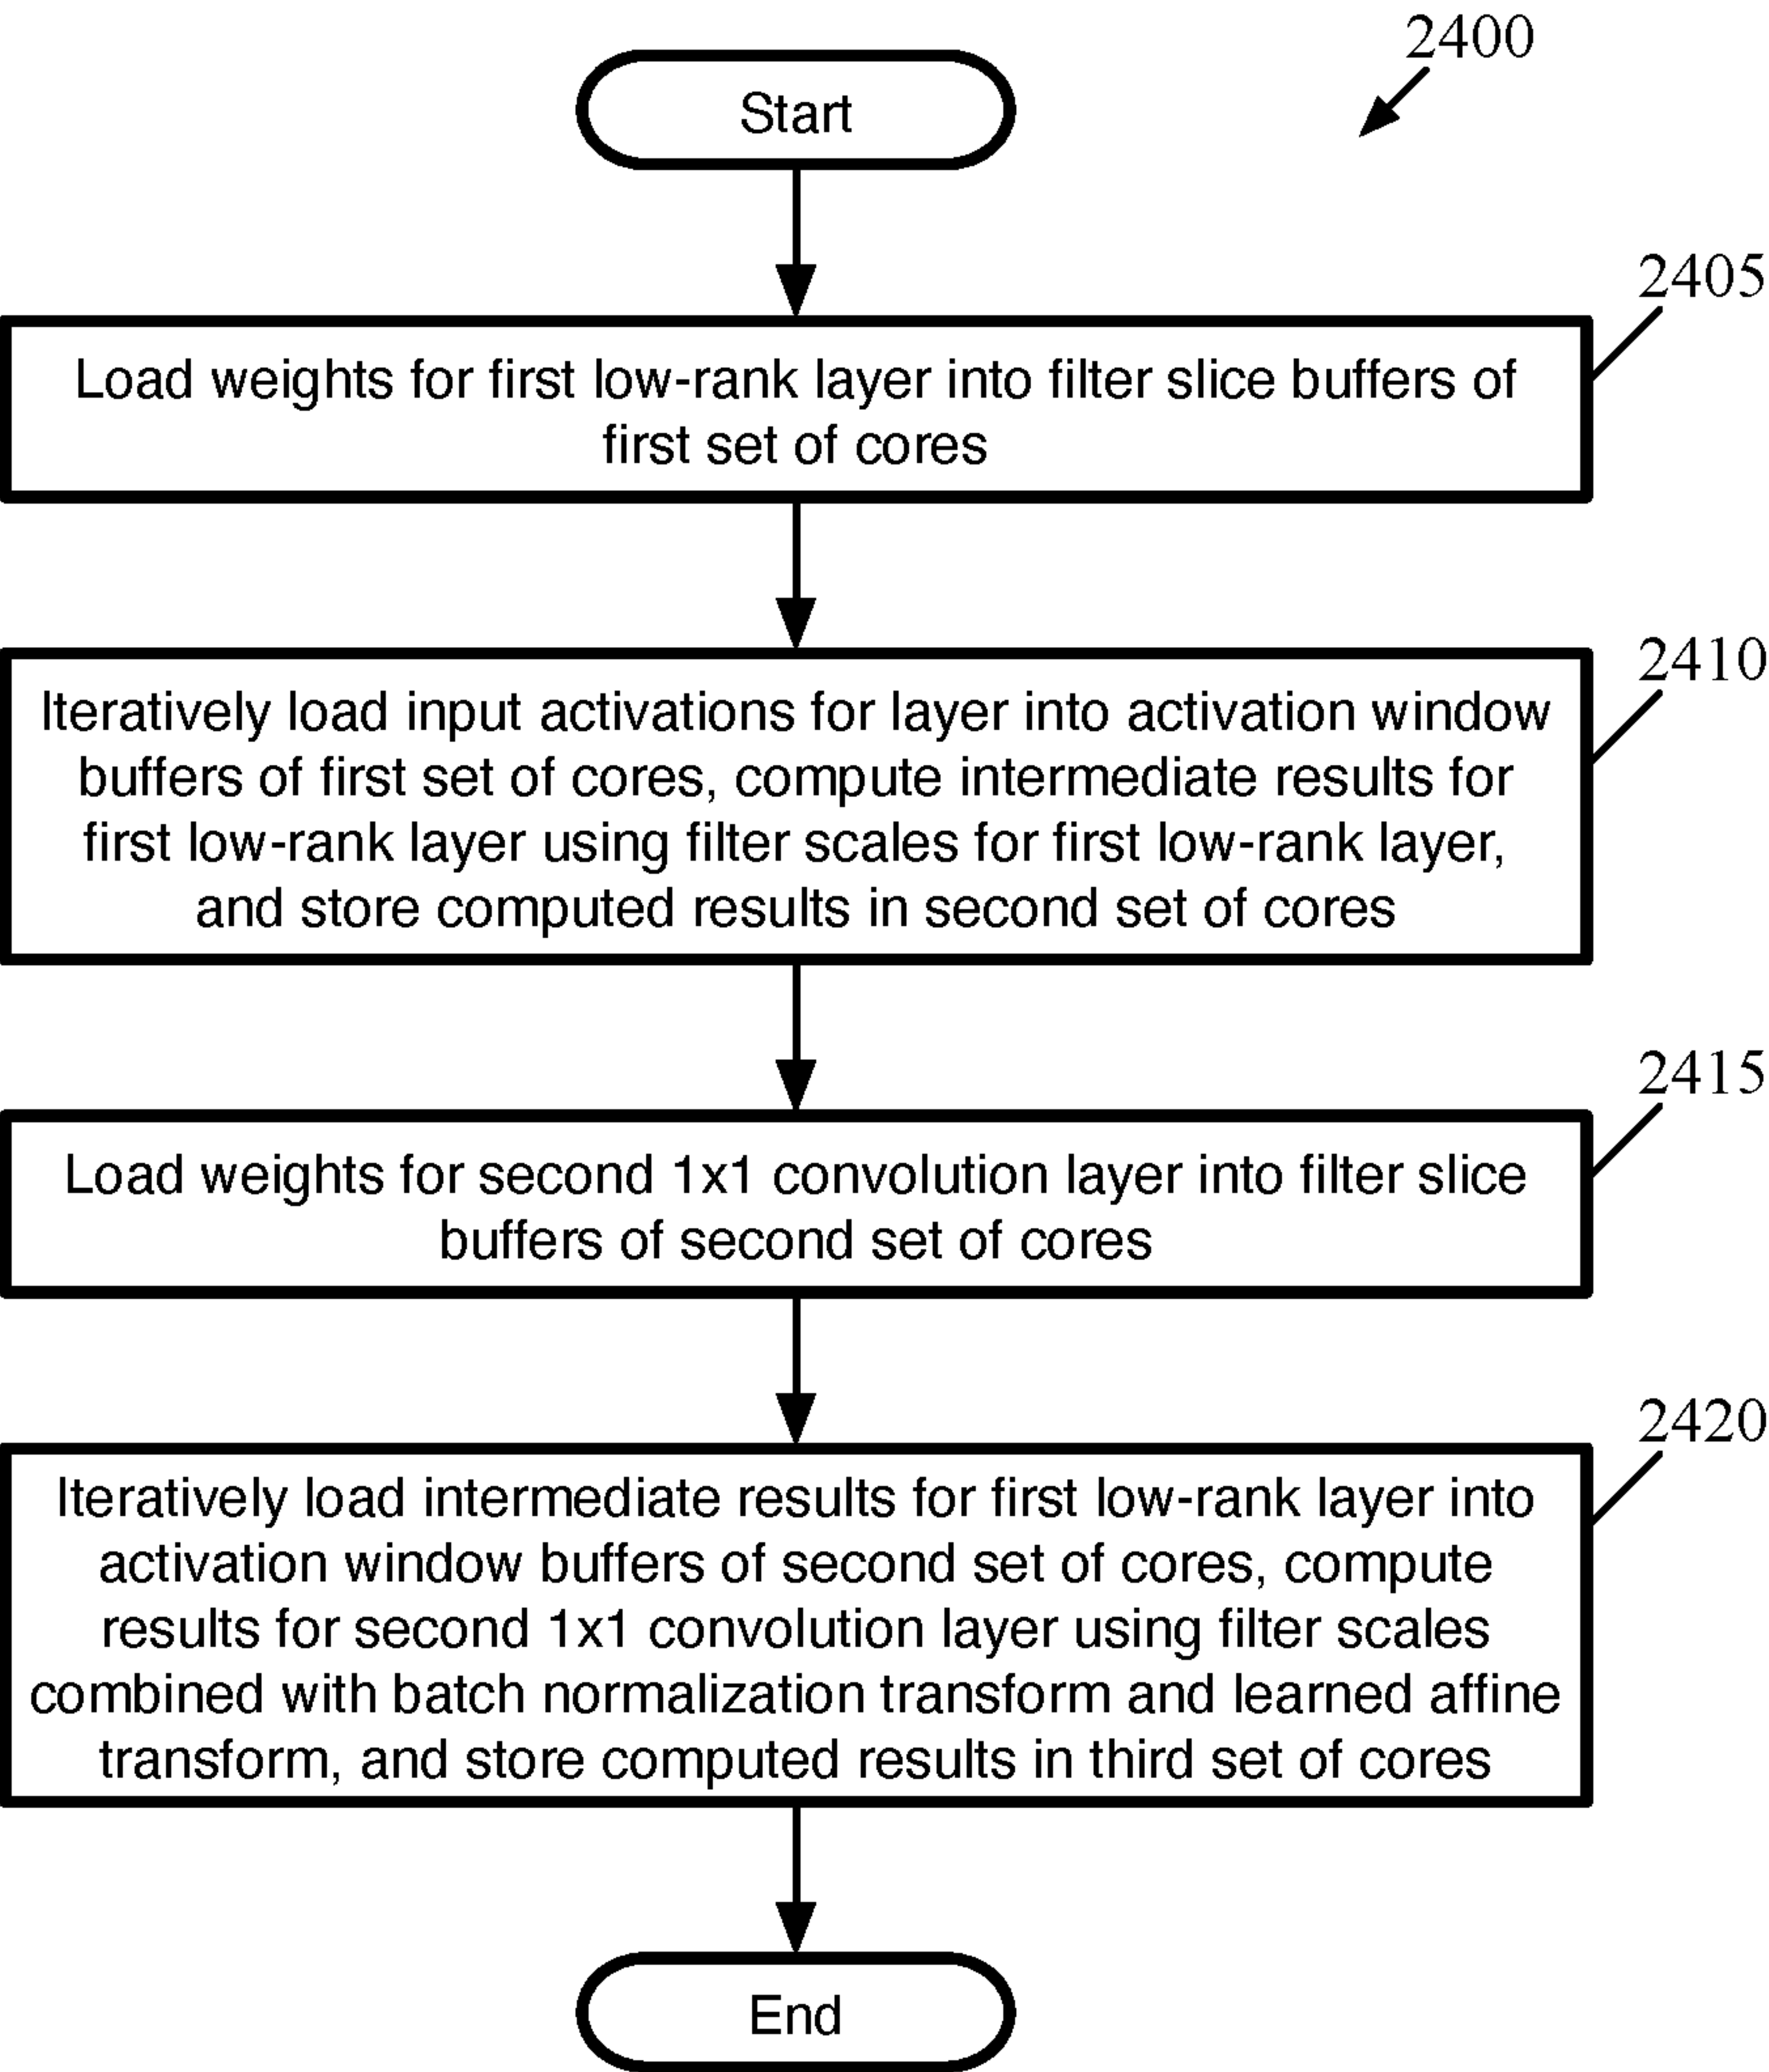 2400
Start
2405
Load weights for first low-rank layer into filter slice buffers of
first set of cores
2410
Iteratively load input activations for layer into activation window
buffers of first set of cores, compute intermediate results for
first low-rank layer using filter scales for first low-rank layer,
and store computed results in second set of cores
2415
Load weights for second 1x1 convolution layer into filter slice
buffers of second set of cores
2420
Iteratively load intermediate results for first low-rank layer into
activation window buffers of second set of cores, compute
results for second 1x1 convolution layer using filter scales
combined with batch normalization transform and learned affine
transform, and store computed results in third set of cores
End